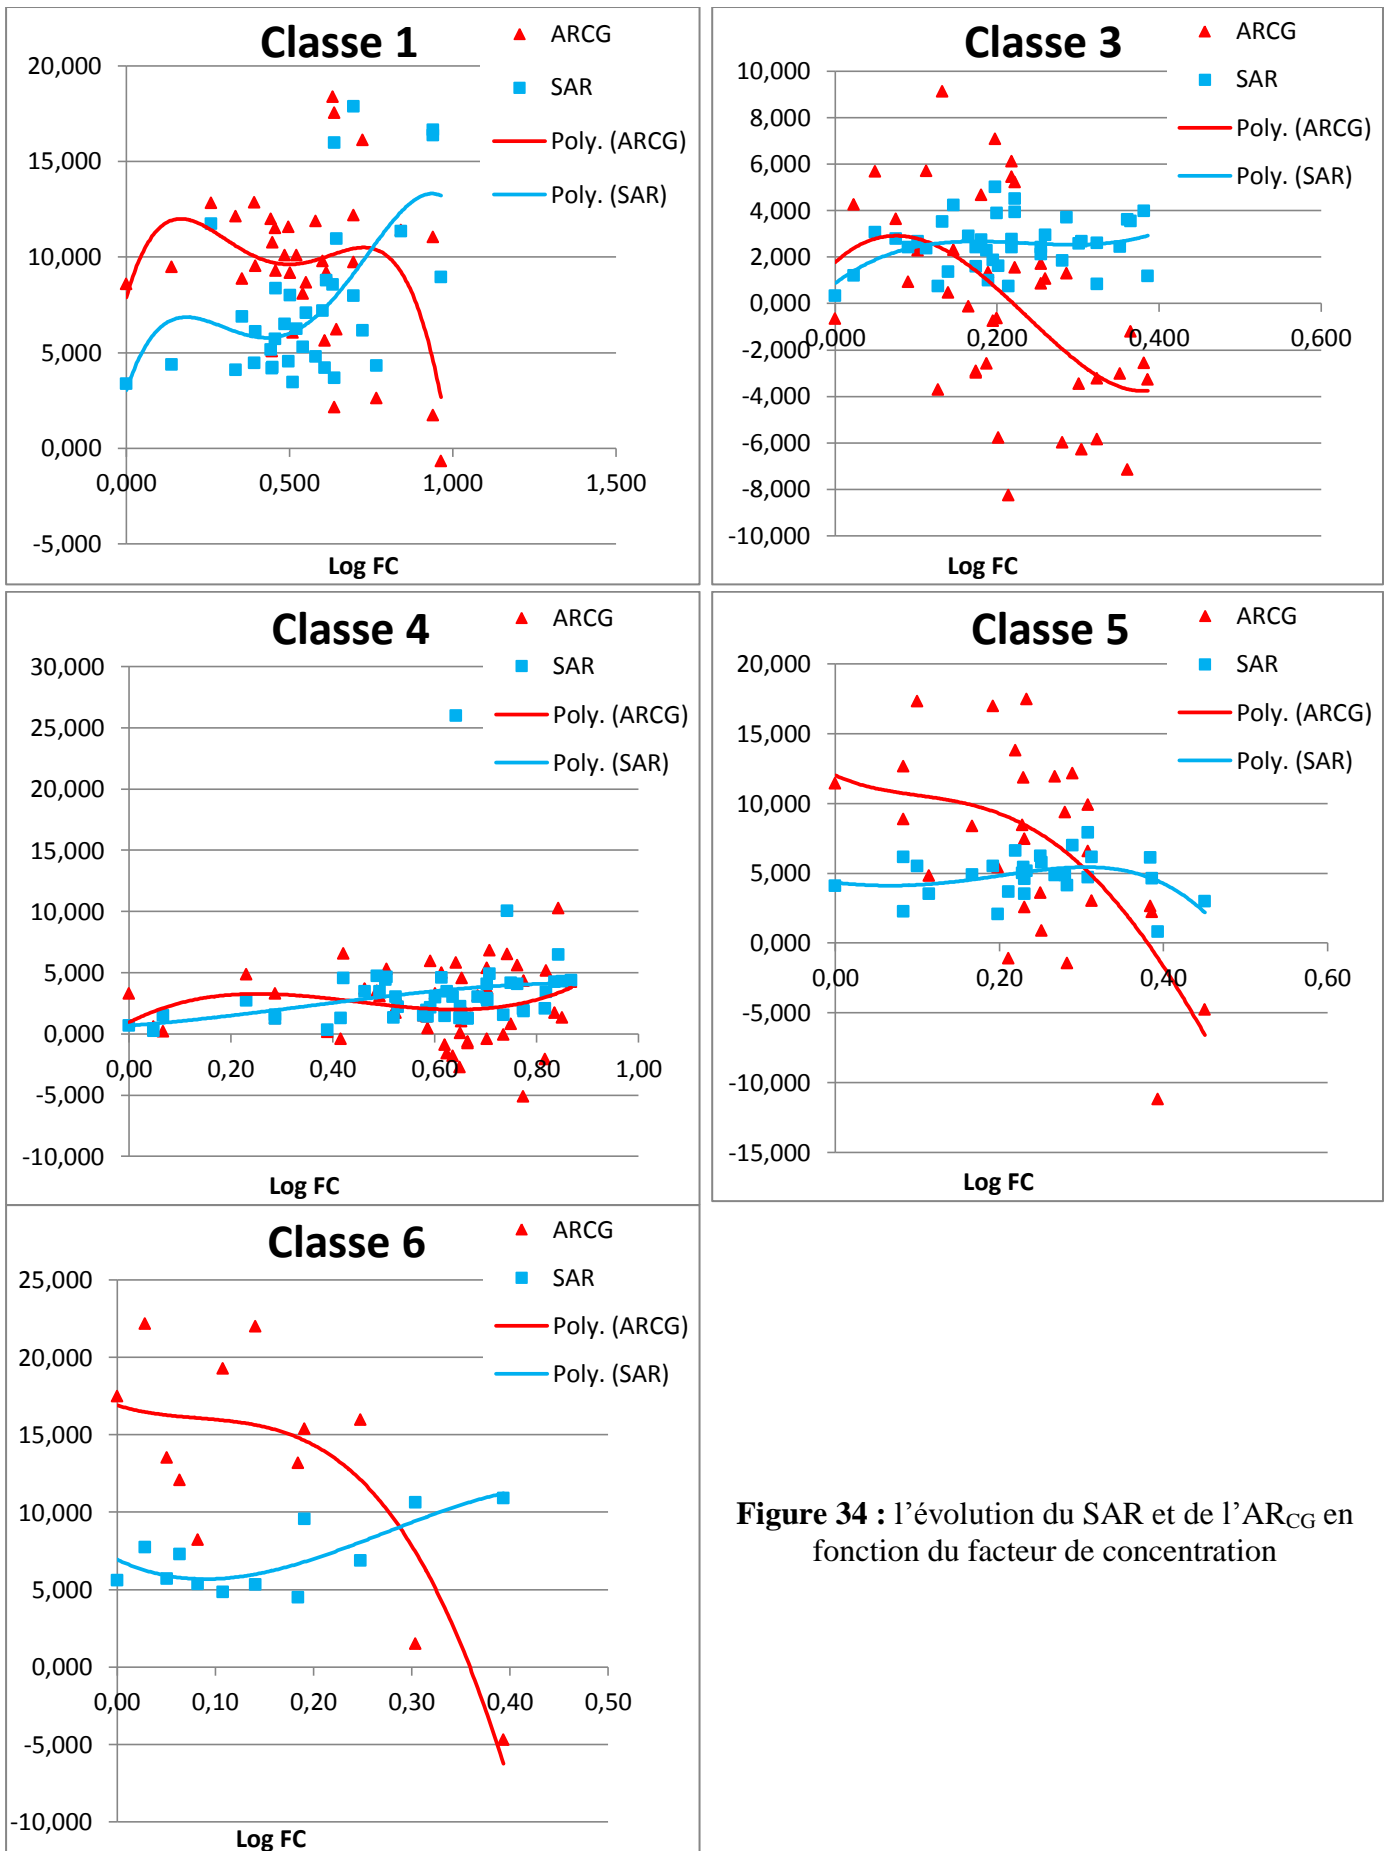 Classe 1
ARCG
SAR
Poly. (ARCG)
Poly. (SAR)
20,000
15,000
10,000
5,000
0,000
-5,000
0,000 0,500 1,000 1,500
Log FC
Classe 3
ARCG
SAR
Poly. (ARCG)
Poly. (SAR)
10,000
8,000
6,000
4,000
2,000
0,000
-2,000
-4,000
-6,000
-8,000
-10,000
0,000 0,200 0,400 0,600
Log FC
Classe 4
ARCG
SAR
Poly. (ARCG)
Poly. (SAR)
30,000
25,000
20,000
15,000
10,000
5,000
0,000
-5,000
-10,000
0,00 0,20 0,40 0,60 0,80 1,00
Log FC
Classe 5
ARCG
SAR
Poly. (ARCG)
Poly. (SAR)
20,000
15,000
10,000
5,000
0,000
-5,000
-10,000
-15,000
0,00 0,20 0,40 0,60
Log FC
Classe 6
ARCG
SAR
Poly. (ARCG)
Poly. (SAR)
25,000
20,000
15,000
10,000
5,000
0,000
-5,000
-10,000
0,00 0,10 0,20 0,30 0,40 0,50
Log FC
Figure 34 : l’évolution du SAR et de l’AR<sub>CG</sub> en
fonction du facteur de concentration